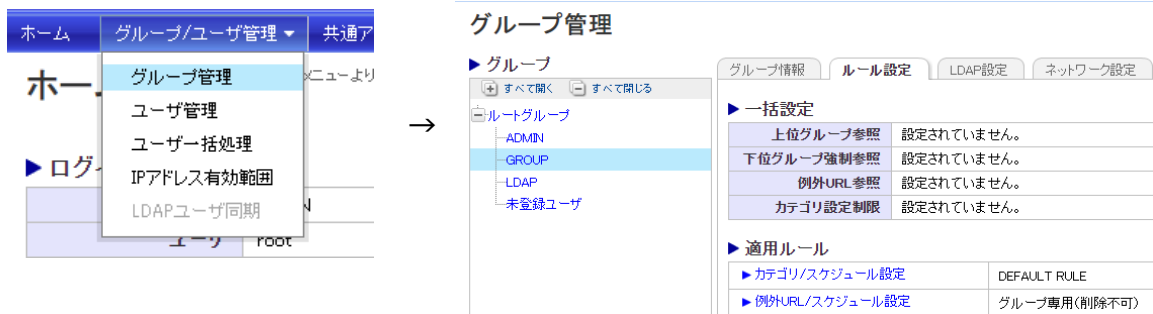 ホーム グループ/ユーザ管理 ▼ 共通ア
ホーム
メニューより
グループ管理
ユーザ管理
ユーザ一括処理
IPアドレス有効範囲
LDAPユーザ同期
▶ログ
ユーザ root
→
グループ管理
▶グループ
+ すべて開く - すべて閉じる
ルートグループ
ADMIN
GROUP
LDAP
未登録ユーザ
グループ情報 ルール設定 LDAP設定 ネットワーク設定
▶一括設定
上位グループ参照 設定されていません。
下位グループ強制参照 設定されていません。
例外URL参照 設定されていません。
カテゴリ設定制限 設定されていません。
▶適用ルール
▶カテゴリ/スケジュール設定 DEFAULT RULE
▶例外URL/スケジュール設定 グループ専用(削除不可)